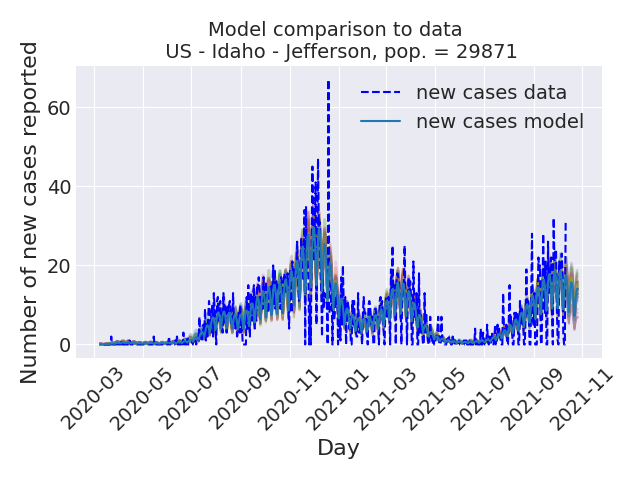 Model comparison to data
US - Idaho - Jefferson, pop. = 29871
Number of new cases reported
60
40
20
0
new cases data
new cases model
2020-03
2020-05
2020-07
2020-09
2020-11
2021-01
2021-03
2021-05
2021-07
2021-09
2021-11
Day